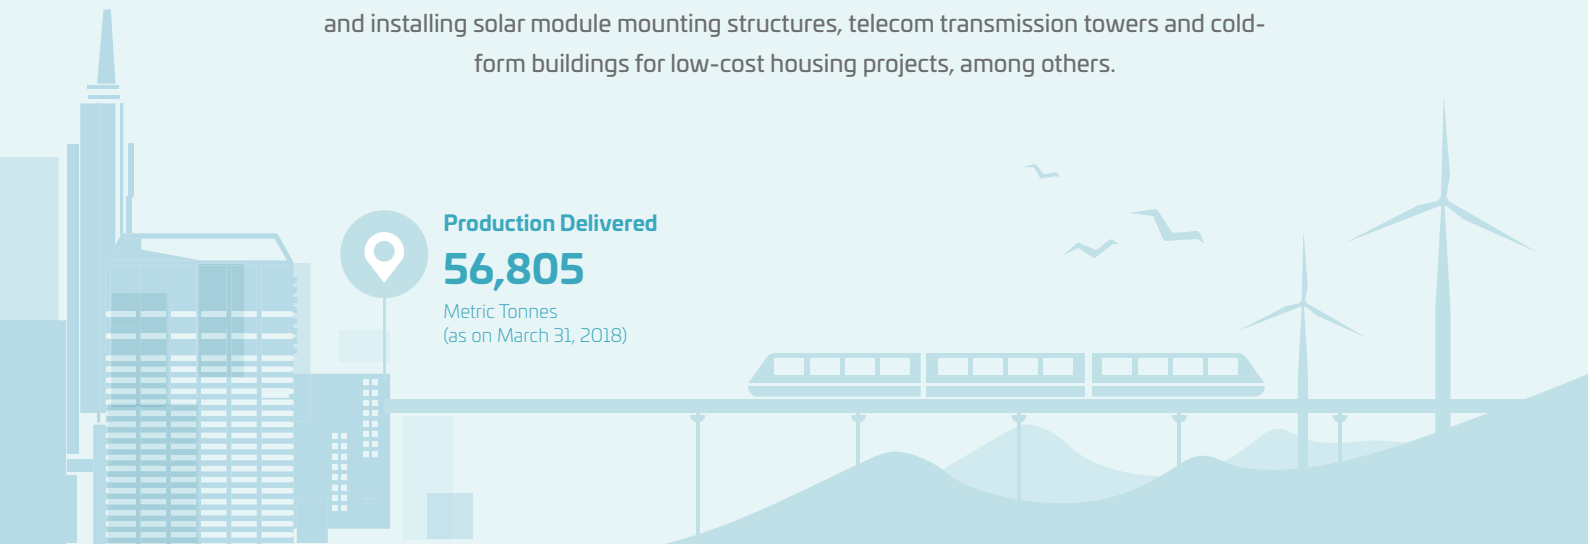 and installing solar module mounting structures, telecom transmission towers and cold-
form buildings for low-cost housing projects, among others.
Production Delivered
56,805
Metric Tonnes
(as on March 31, 2018)